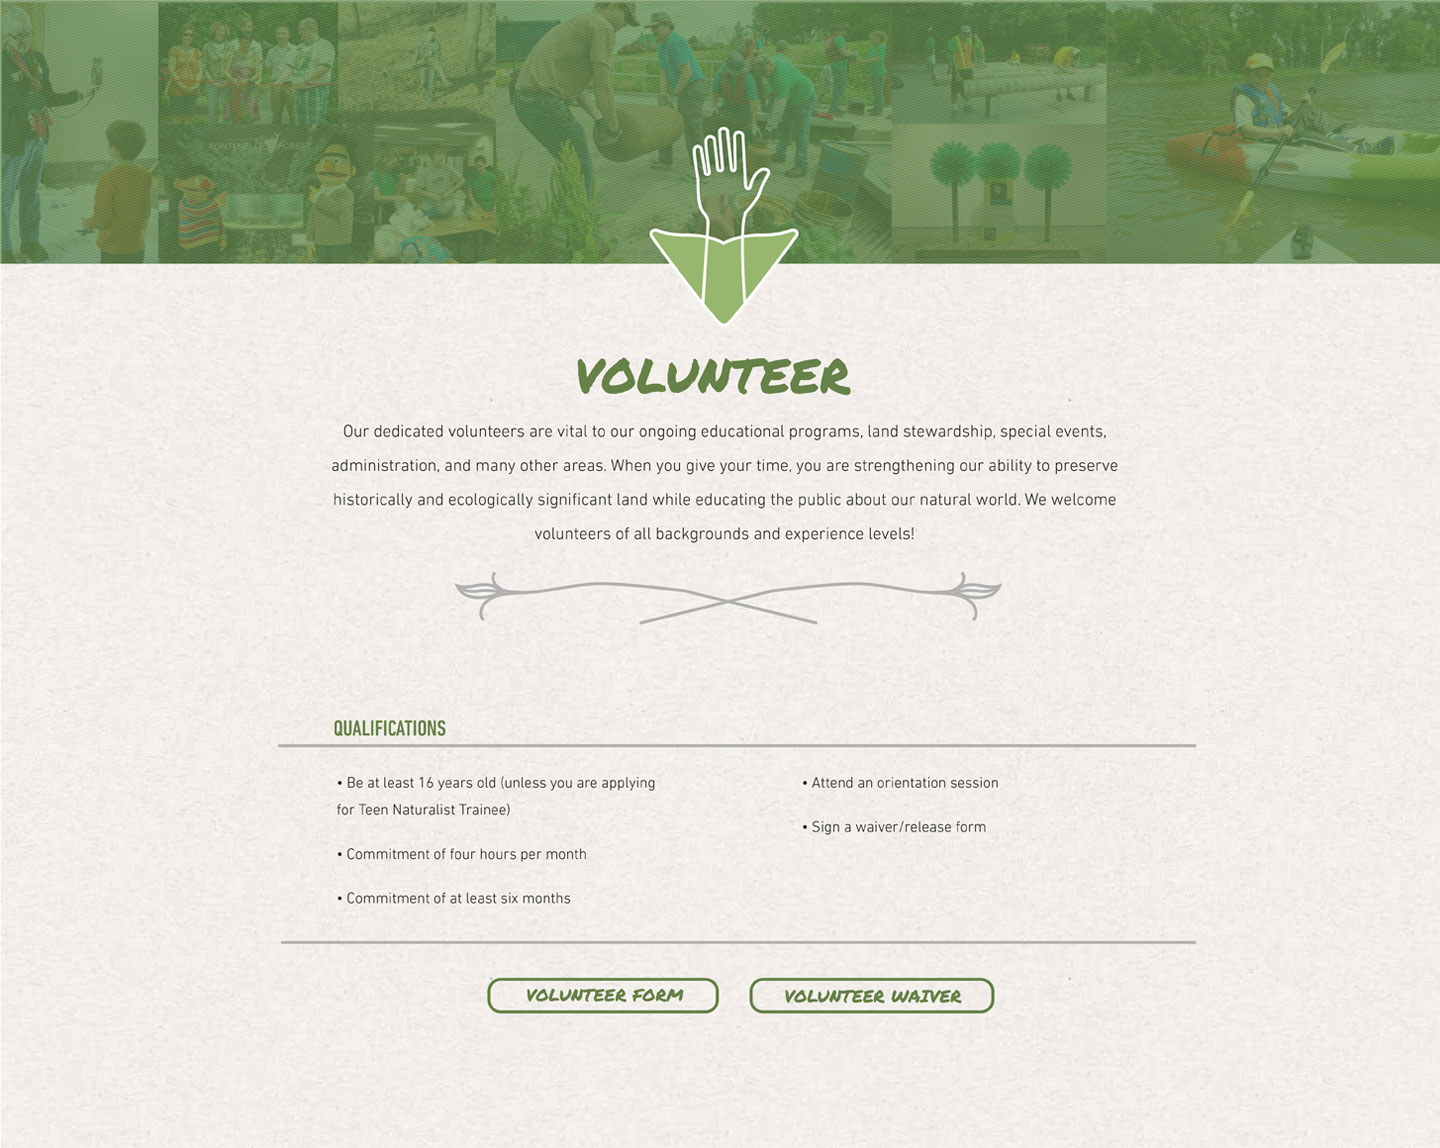 FONTENELLE FOREST
VOLUNTEER
Our dedicated volunteers are vital to our ongoing educational programs, land stewardship, special events,
administration, and many other areas. When you give your time, you are strengthening our ability to preserve
historically and ecologically significant land while educating the public about our natural world. We welcome
volunteers of all backgrounds and experience levels!
QUALIFICATIONS
• Be at least 16 years old (unless you are applying
for Teen Naturalist Trainee)
• Commitment of four hours per month
• Commitment of at least six months
• Attend an orientation session
• Sign a waiver/release form
VOLUNTEER FORM
VOLUNTEER WAIVER